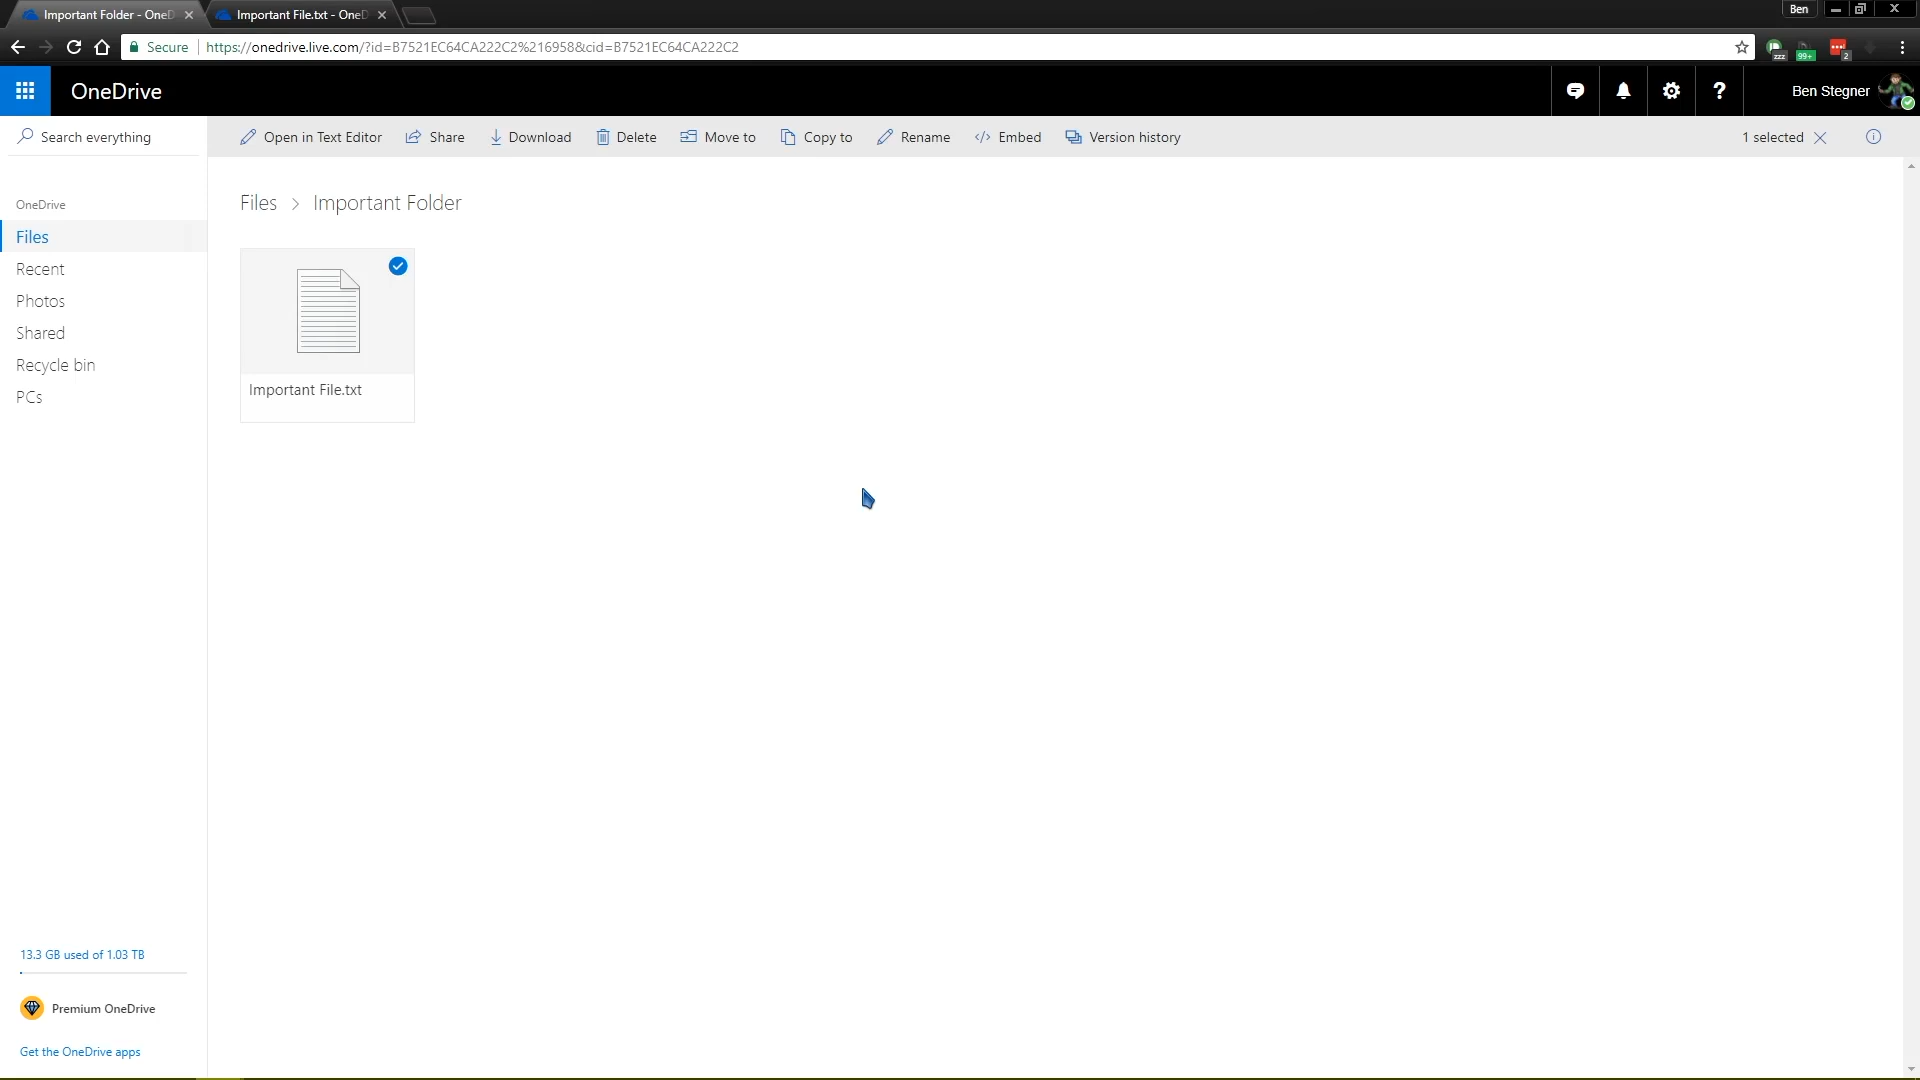 Important Folder - OneD
Important File.txt - OneD
Ben
Secure
https://onedrive.live.com/?id=B7521EC64CA222C2%216958&cid=B7521EC64CA222C2
zzz
99+
2
OneDrive
?
Ben Stegner
Search everything
Open in Text Editor
Share
Download
Delete
Move to
Copy to
Rename
Embed
Version history
1 selected
OneDrive
Files
Recent
Photos
Shared
Recycle bin
PCs
Files > Important Folder
Important File.txt
13.3 GB used of 1.03 TB
Premium OneDrive
Get the OneDrive apps